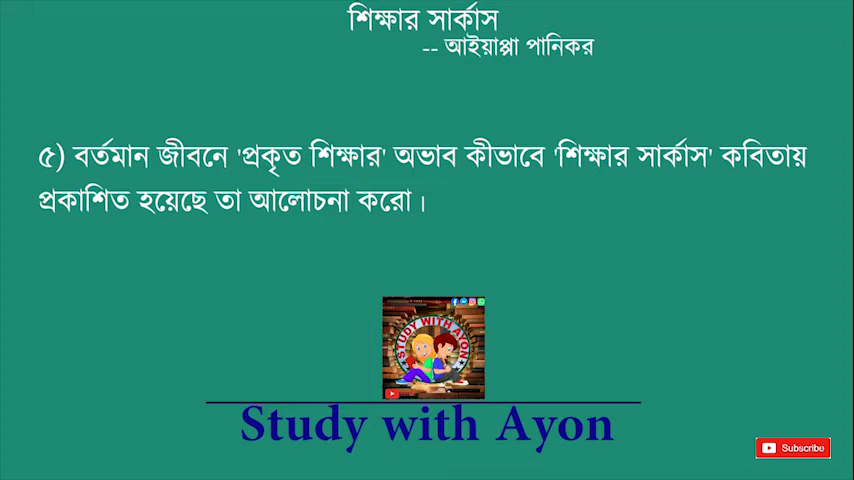 শিক্ষার সার্কাস
-- আইয়াপ্পা পানিকর
৫) বর্তমান জীবনে 'প্রকৃত শিক্ষার' অভাব কীভাবে 'শিক্ষার সার্কাস' কবিতায়
প্রকাশিত হয়েছে তা আলোচনা করো।
STUDY WITH AYON
Study with Ayon
Subscribe